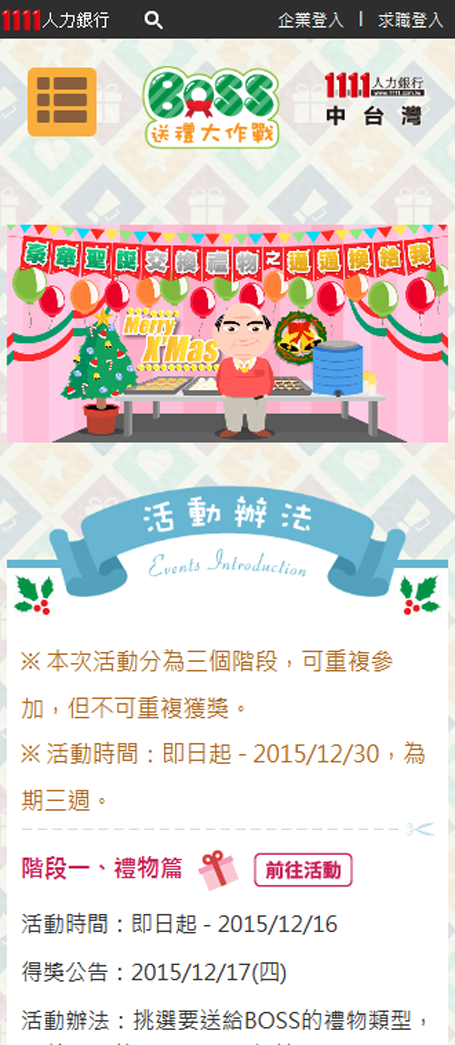 1111人力銀行
企業登入 | 求職登入
BOSS
送禮大作戰
1111人力銀行
www.1111.com.tw
中台灣
豪華聖誕交換禮物之通通換給我
Merry
X'Mas
活動辦法
Events Introduction
※ 本次活動分為三個階段，可重複參
加，但不可重複獲獎。
※ 活動時間：即日起 - 2015/12/30，為
期三週。
階段一、禮物篇 前往活動
活動時間：即日起 - 2015/12/16
得獎公告：2015/12/17(四)
活動辦法：挑選要送給BOSS的禮物類型，